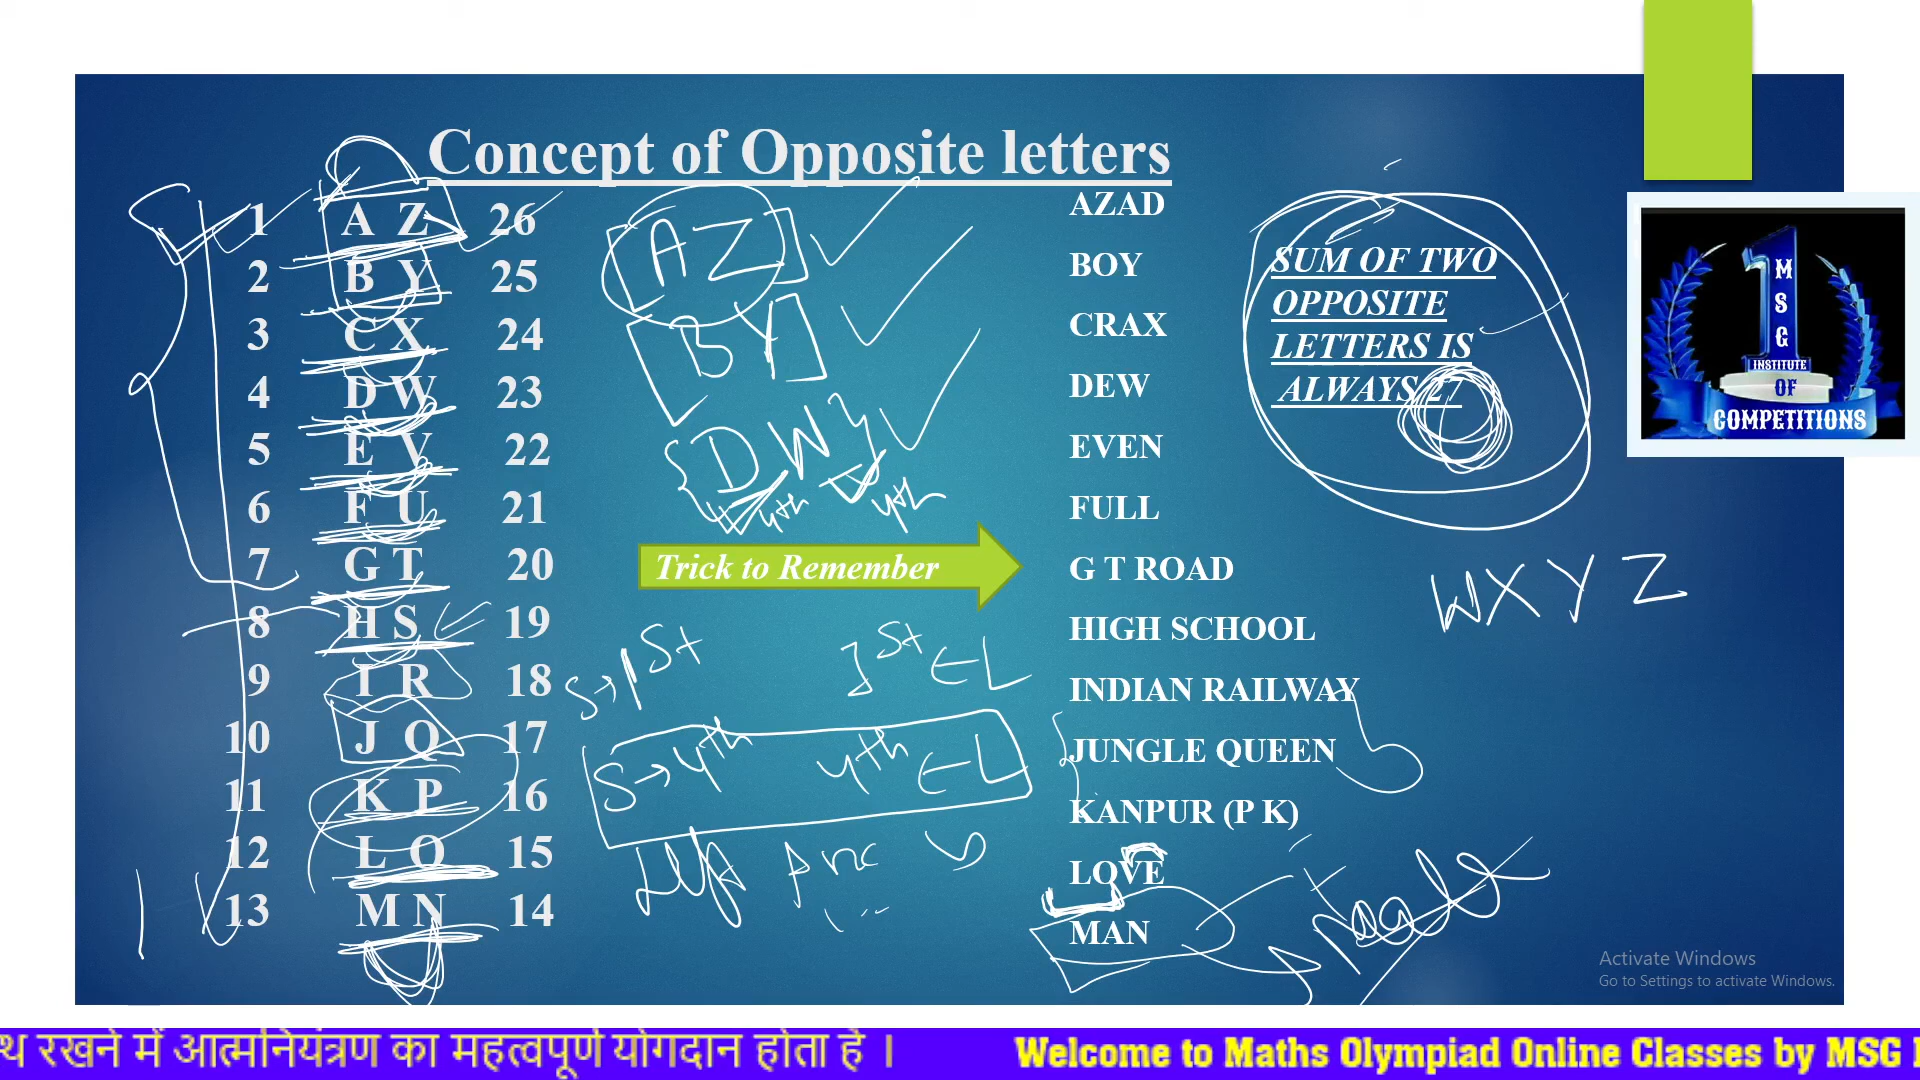 Concept of Opposite letters
1 A Z 26
2 B Y 25
3 C X 24
4 D W 23
5 E V 22
6 F U 21
7 G T 20
8 H S 19
9 I R 18
10 J Q 17
11 K P 16
12 L O 15
13 M N 14
A Z
B Y
D W
4th 4th
Trick to Remember
S→1st 1st EL
S→4th 4th EL
AZAD
BOY
CRAX
DEW
EVEN
FULL
G T ROAD
HIGH SCHOOL
INDIAN RAILWAY
JUNGLE QUEEN
KANPUR (P K)
LOVE
MAN
SUM OF TWO
OPPOSITE
LETTERS IS
ALWAYS 27
W X Y Z
1
M
S
G
INSTITUTE
OF
COMPETITIONS
Activate Windows
Go to Settings to activate Windows.
रखने में आत्मनियंत्रण का महत्वपूर्ण योगदान होता है ।
Welcome to Maths Olympiad Online Classes by MSG